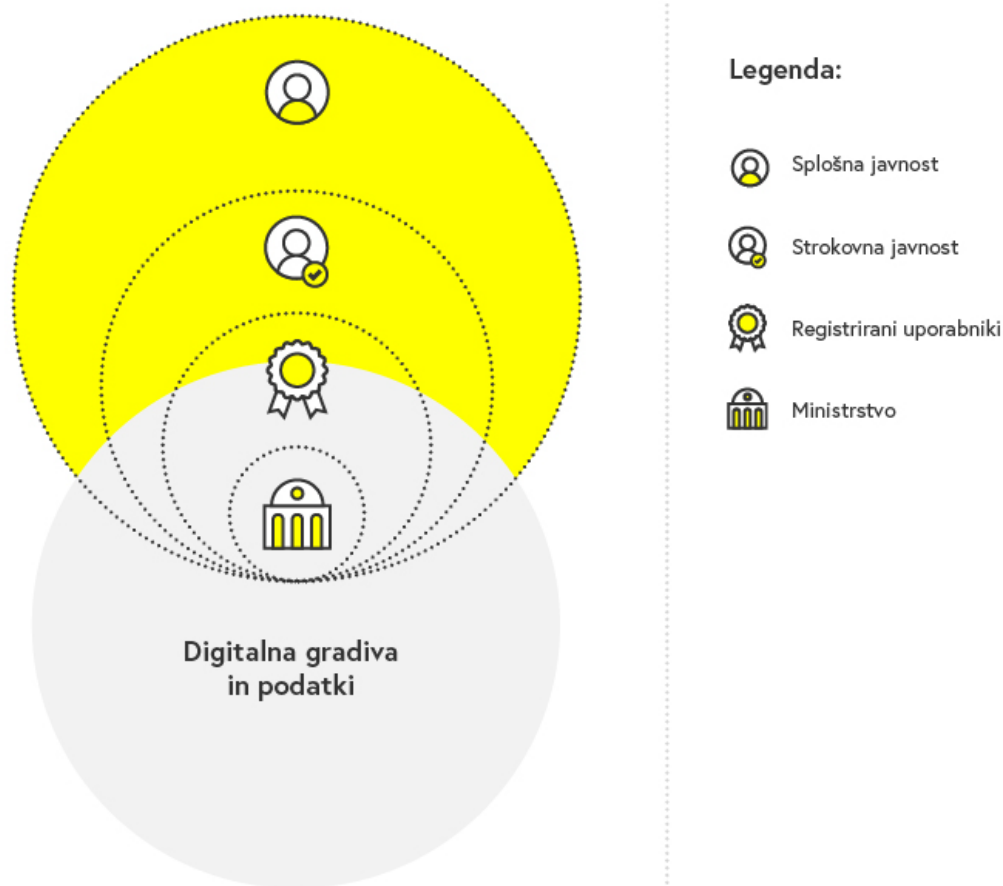 Legenda:
Splošna javnost
Strokovna javnost
Registrirani uporabniki
Ministrstvo
Digitalna gradiva
in podatki